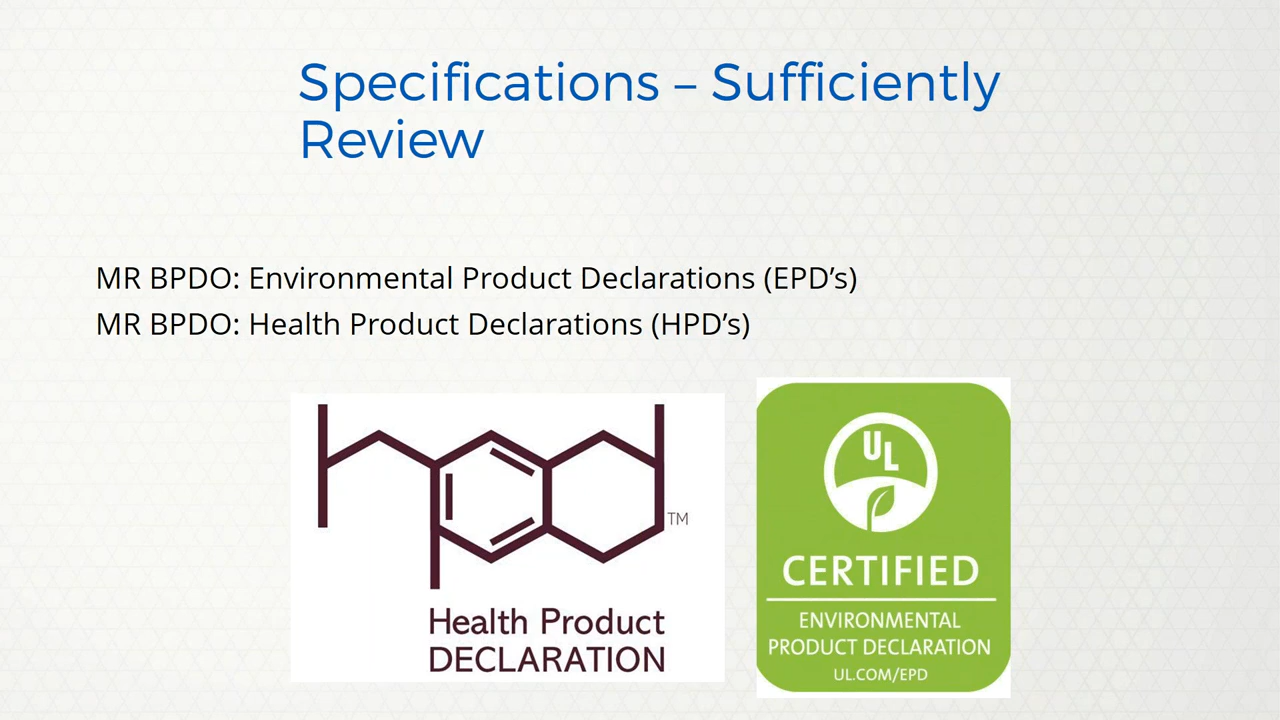 Specifications – Sufficiently
Review
MR BPDO: Environmental Product Declarations (EPD’s)
MR BPDO: Health Product Declarations (HPD’s)
hpd
TM
Health Product
DECLARATION
UL
CERTIFIED
ENVIRONMENTAL
PRODUCT DECLARATION
UL.COM/EPD